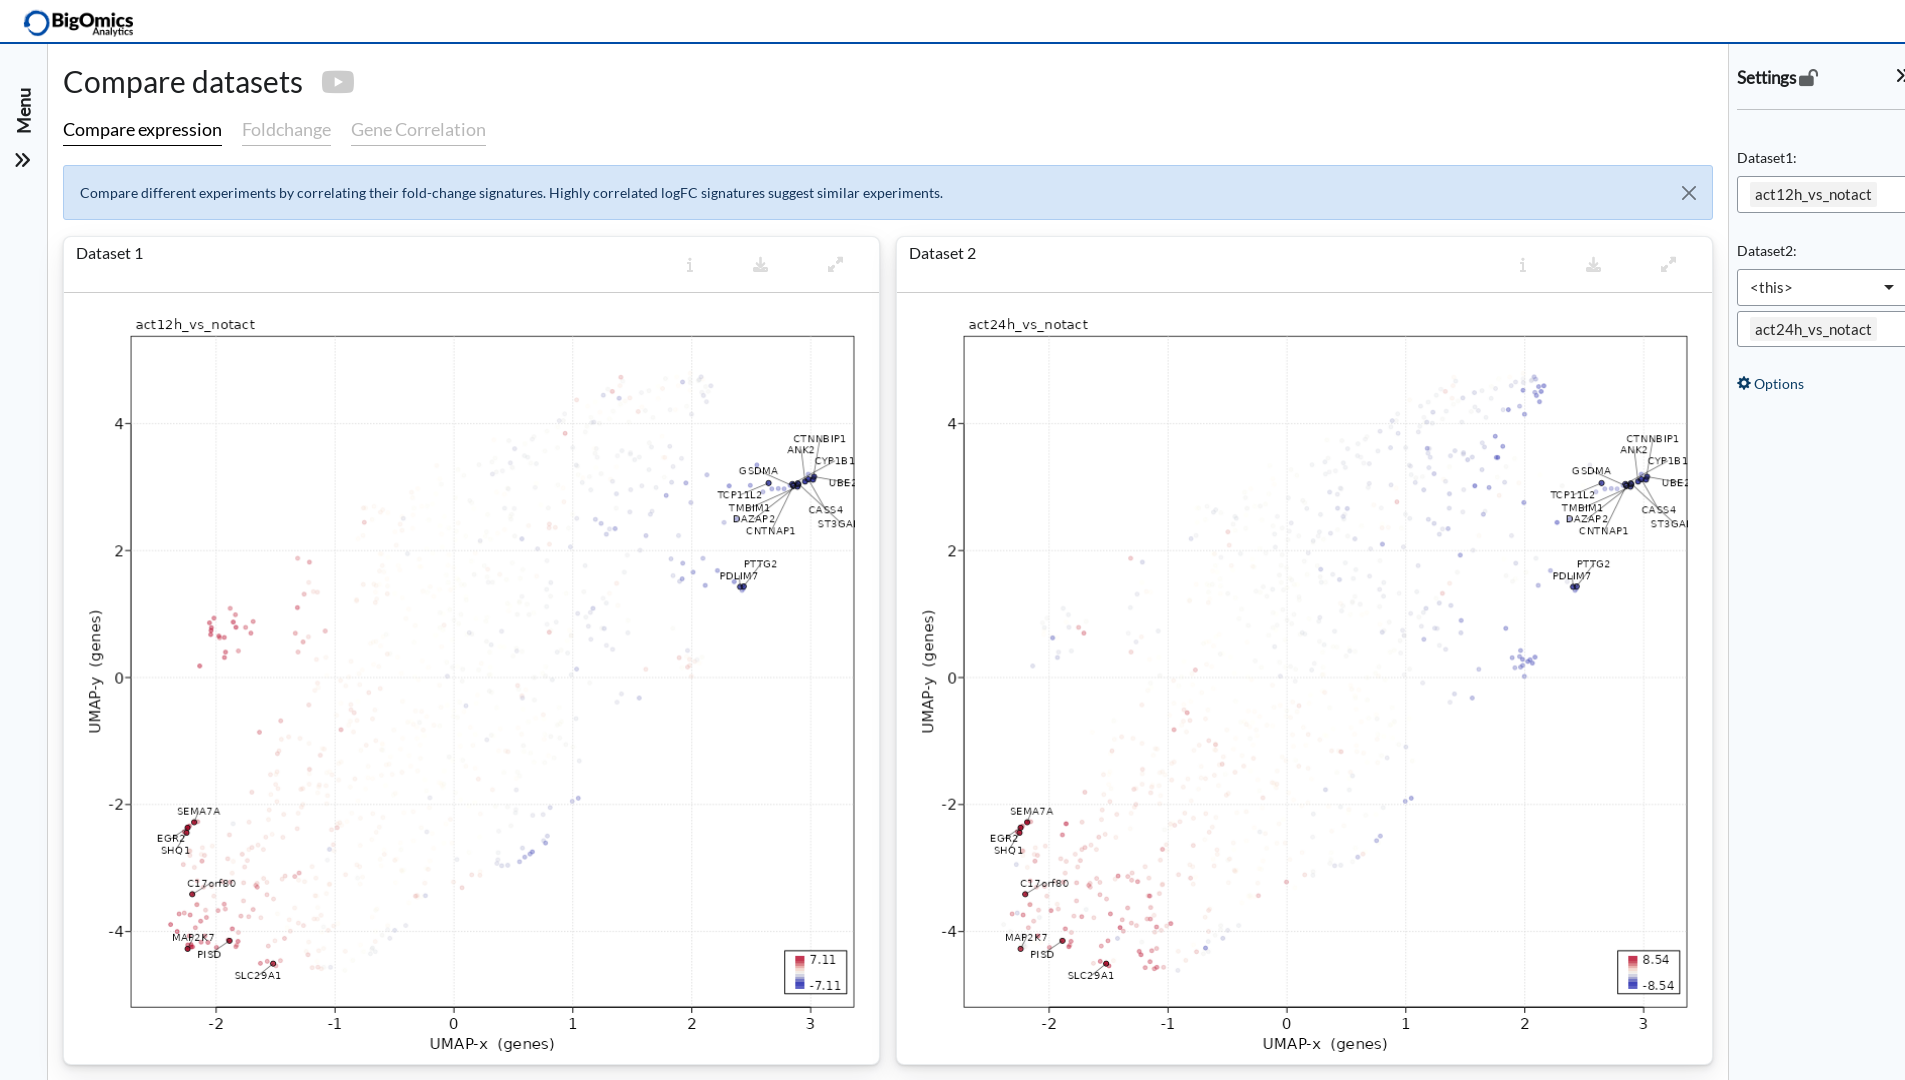 BigOmics
Analytics
Menu
Compare datasets
Compare expression Foldchange Gene Correlation
Compare different experiments by correlating their fold-change signatures. Highly correlated logFC signatures suggest similar experiments.
Dataset 1
act12h_vs_notact
UMAP-y (genes)
4
2
0
-2
-4
CTNNBIP1
ANK2
CYP1B1
GSDMA
UBE2
TCP11L2
TMBIM1
CASS4
DAZAP2
ST3GAL
CNTNAP1
PTTG2
PDLIM7
SEMA7A
EGR2
SHQ1
C17orf80
MAP2K7
PISD
SLC29A1
7.11
-7.11
-2 -1 0 1 2 3
UMAP-x (genes)
Dataset 2
act24h_vs_notact
UMAP-y (genes)
4
2
0
-2
-4
CTNNBIP1
ANK2
CYP1B1
GSDMA
UBE2
TCP11L2
TMBIM1
CASS4
DAZAP2
ST3GAL
CNTNAP1
PTTG2
PDLIM7
SEMA7A
EGR2
SHQ1
C17orf80
MAP2K7
PISD
SLC29A1
8.54
-8.54
-2 -1 0 1 2 3
UMAP-x (genes)
Settings
Dataset1:
act12h_vs_notact
Dataset2:
<this>
act24h_vs_notact
Options